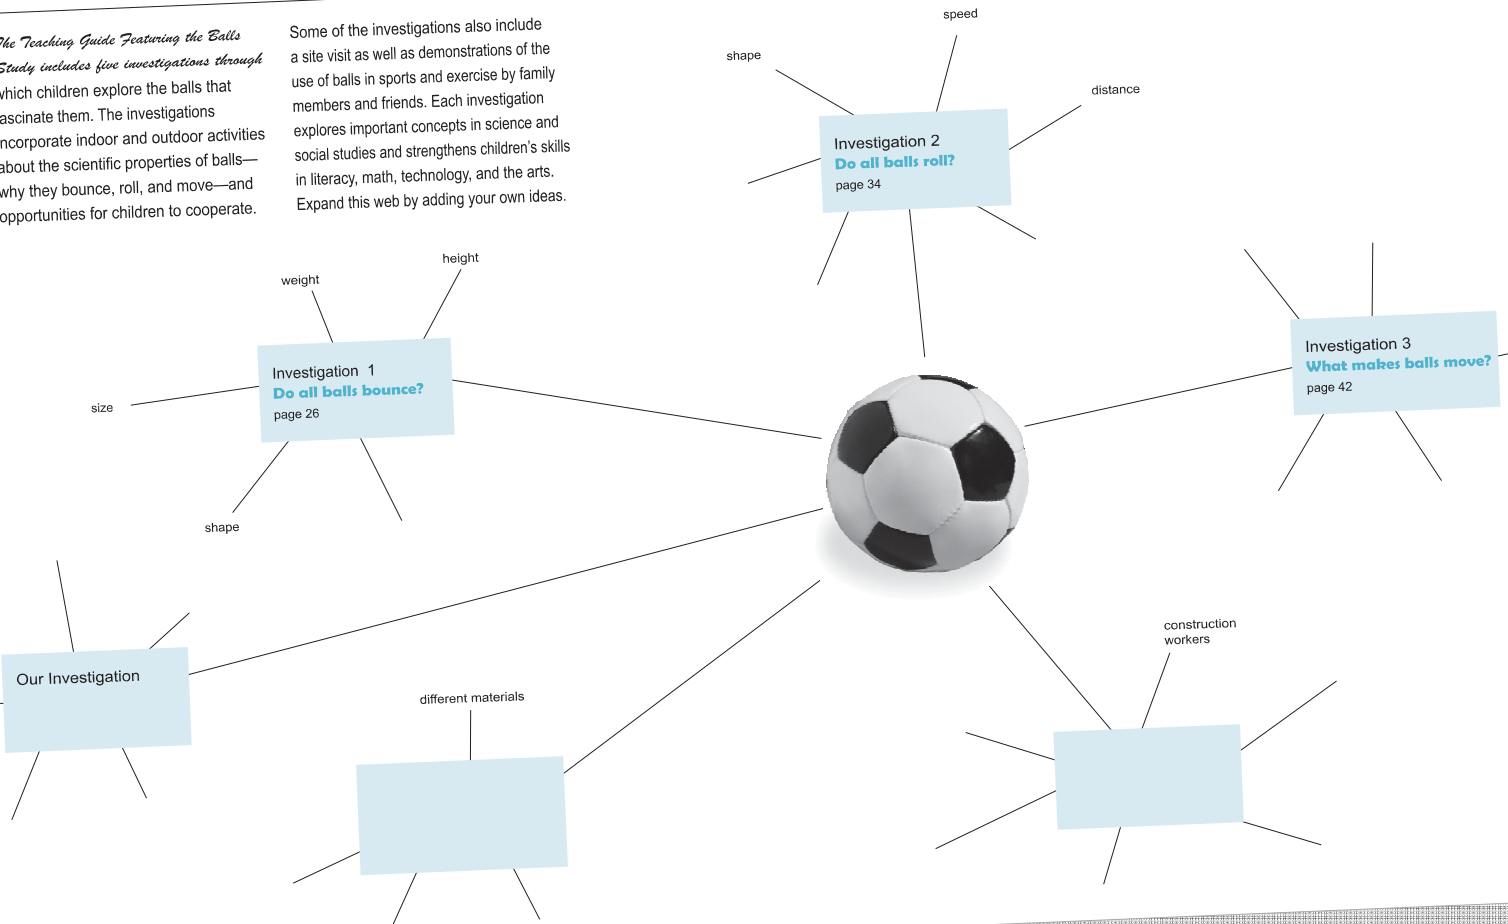 The Teaching Guide Featuring the Balls
Study includes five investigations through
which children explore the balls that
fascinate them. The investigations
incorporate indoor and outdoor activities
about the scientific properties of balls—
why they bounce, roll, and move—and
opportunities for children to cooperate.
Some of the investigations also include
a site visit as well as demonstrations of the
use of balls in sports and exercise by family
members and friends. Each investigation
explores important concepts in science and
social studies and strengthens children's skills
in literacy, math, technology, and the arts.
Expand this web by adding your own ideas.
speed
shape
distance
Investigation 2
Do all balls roll?
page 34
height
weight
Investigation 1
Do all balls bounce?
page 26
size
shape
Investigation 3
What makes balls move?
page 42
Our Investigation
different materials
construction
workers